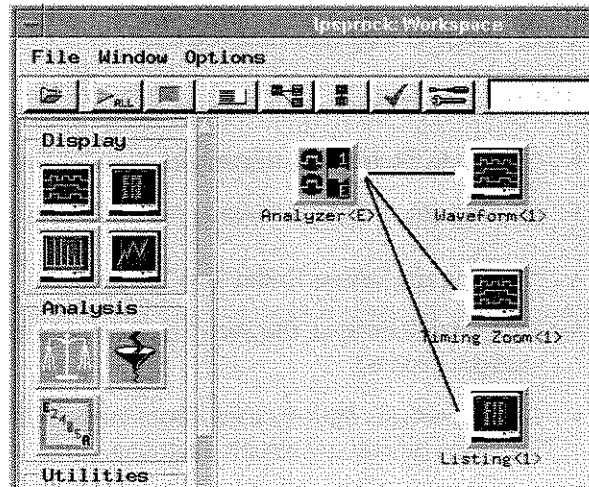 lpsprock: Workspace
File Window Options
ALL
Display
Analyzer<E>
Waveform<1>
Analysis
Timing Zoom<1>
Listing<1>
Utilities